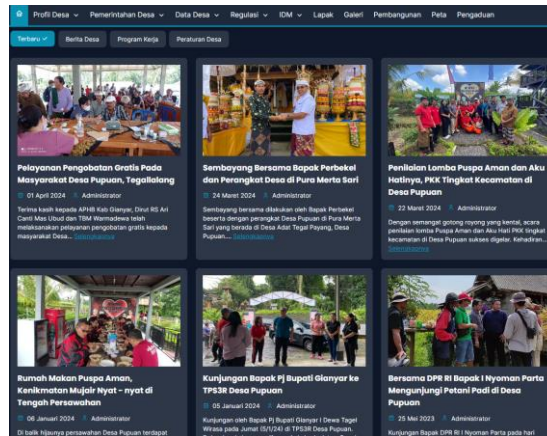 Profil Desa Pemerintahan Desa Data Desa Regulasi IDM Lapak Galeri Pembangunan Peta Pengaduan
Terbaru Berita Desa Program Kerja Peraturan Desa
Pelayanan Pengobatan Gratis Pada
Masyarakat Desa Pupuan, Tegallalang
01 April 2024 Administrator
Terima kasih kepada APHB Kab Gianyar, Dirut RS Ari
Canti Mas Ubud dan TBM Warmadewa telah
melaksanakan pelayanan pengobatan gratis kepada
masyarakat Desa... Selengkapnya
Sembayang Bersama Bapak Perbekel
dan Perangkat Desa di Pura Merta Sari
24 Maret 2024 Administrator
Sembayang bersama dilakukan oleh Bapak Perbekel
beserta dengan perangkat Desa Pupuan di Pura Merta
Sari yang berada di Desa Adat Tegal Payang, Desa
Pupuan.... Selengkapnya
Penilaian Lomba Puspa Aman dan Aku
Hatinya, PKK Tingkat Kecamatan di
Desa Pupuan
22 Maret 2024 Administrator
Dengan semangat gotong royong yang kental, acara
penilaian lomba Puspa Aman dan Aku Hati PKK tingkat
kecamatan di Desa Pupuan sukses digelar. Kehadiran...
Selengkapnya
Rumah Makan Puspa Aman,
Kenikmatan Mujair Nyat - nyat di
Tengah Persawahan
06 Januari 2024 Administrator
Di balik hijaunya persawahan Desa Pupuan terdapat
Kunjungan Bapak Pj Bupati Gianyar ke
TPS3R Desa Pupuan
05 Januari 2024 Administrator
Kunjungan oleh Bapak Pj Bupati Gianyar I Dewa Tagel
Wirasa pada Jumat (5/1/24) di TPS3R Desa Pupuan.
Bersama DPR RI Bapak I Nyoman Parta
Mengunjungi Petani Padi di Desa
Pupuan
25 Mei 2023 Administrator
Kunjungan Bapak DPR RI I Nyoman Parta pada hari